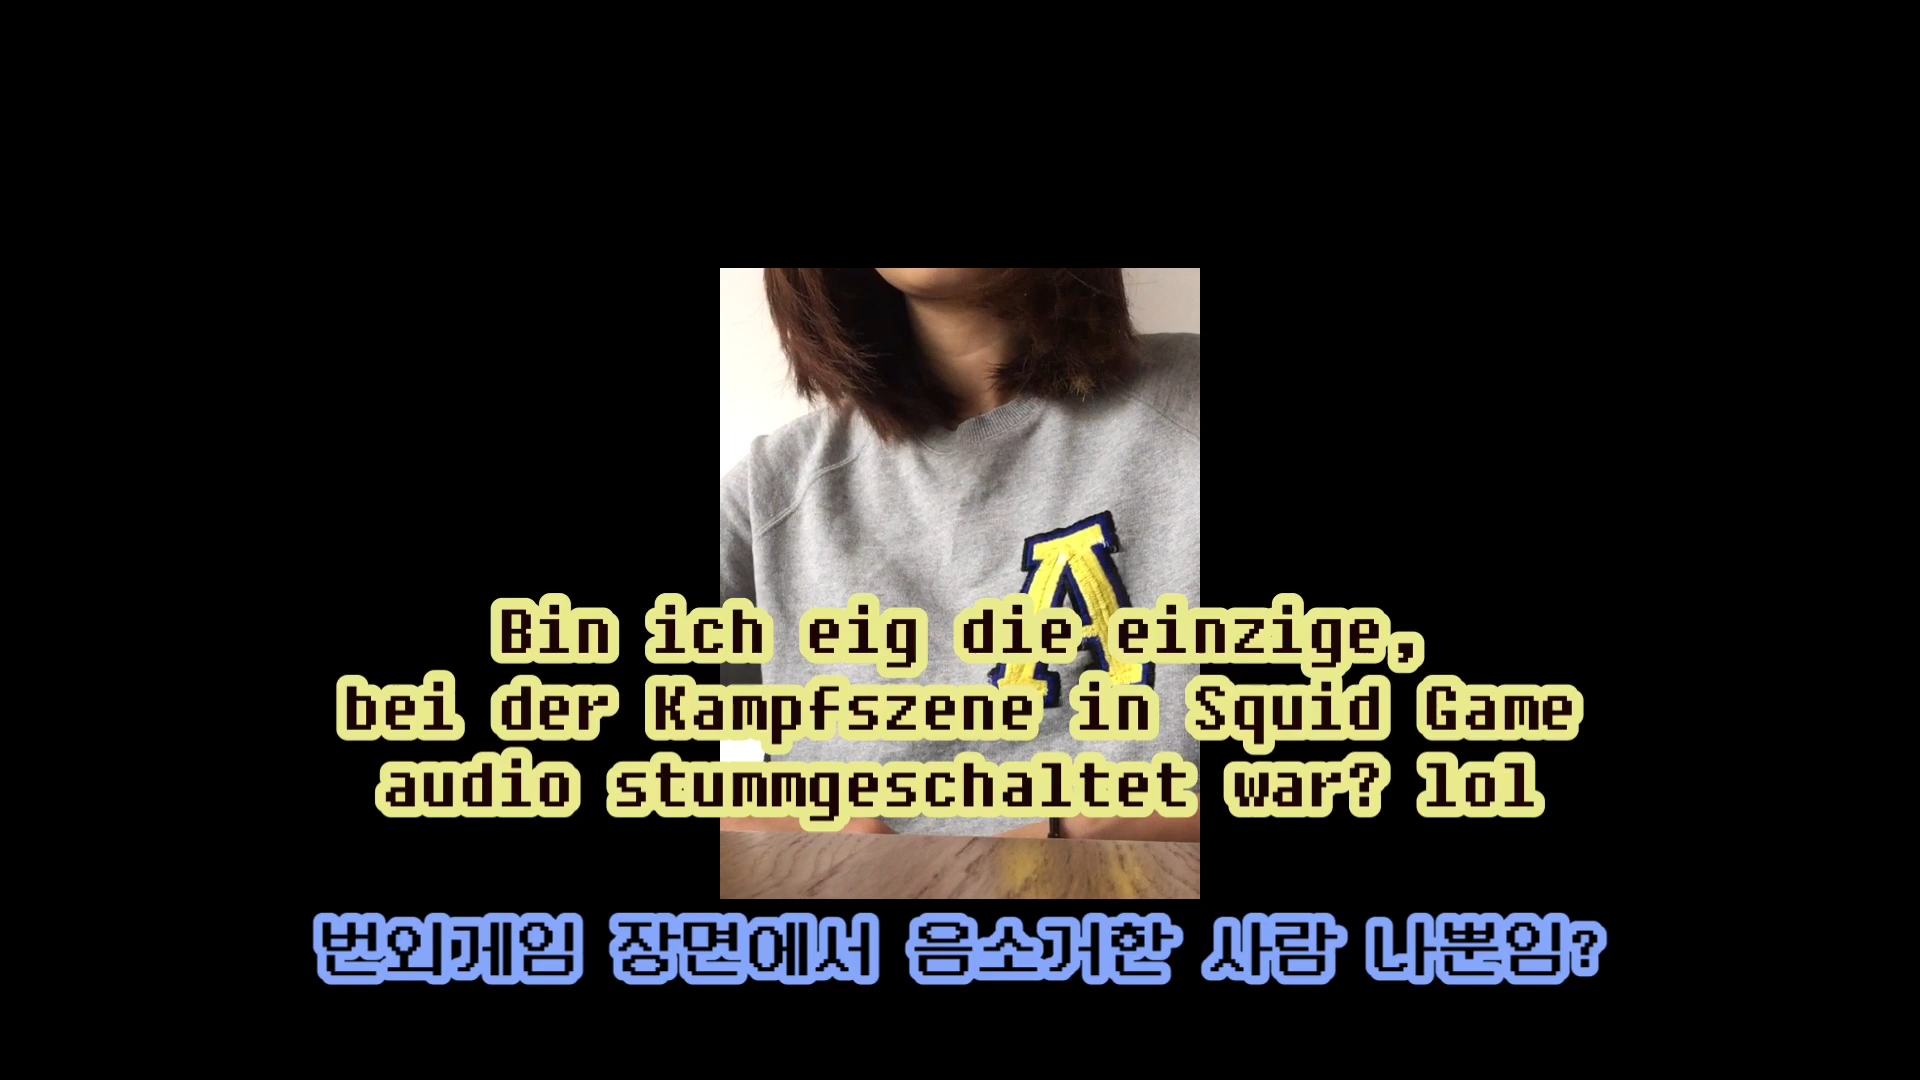 A
Bin ich eig die einzige,
bei der Kampfszene in Squid Game
audio stummgeschaltet war? lol
번외게임 장면에서 음소거한 사람 나뿐임?